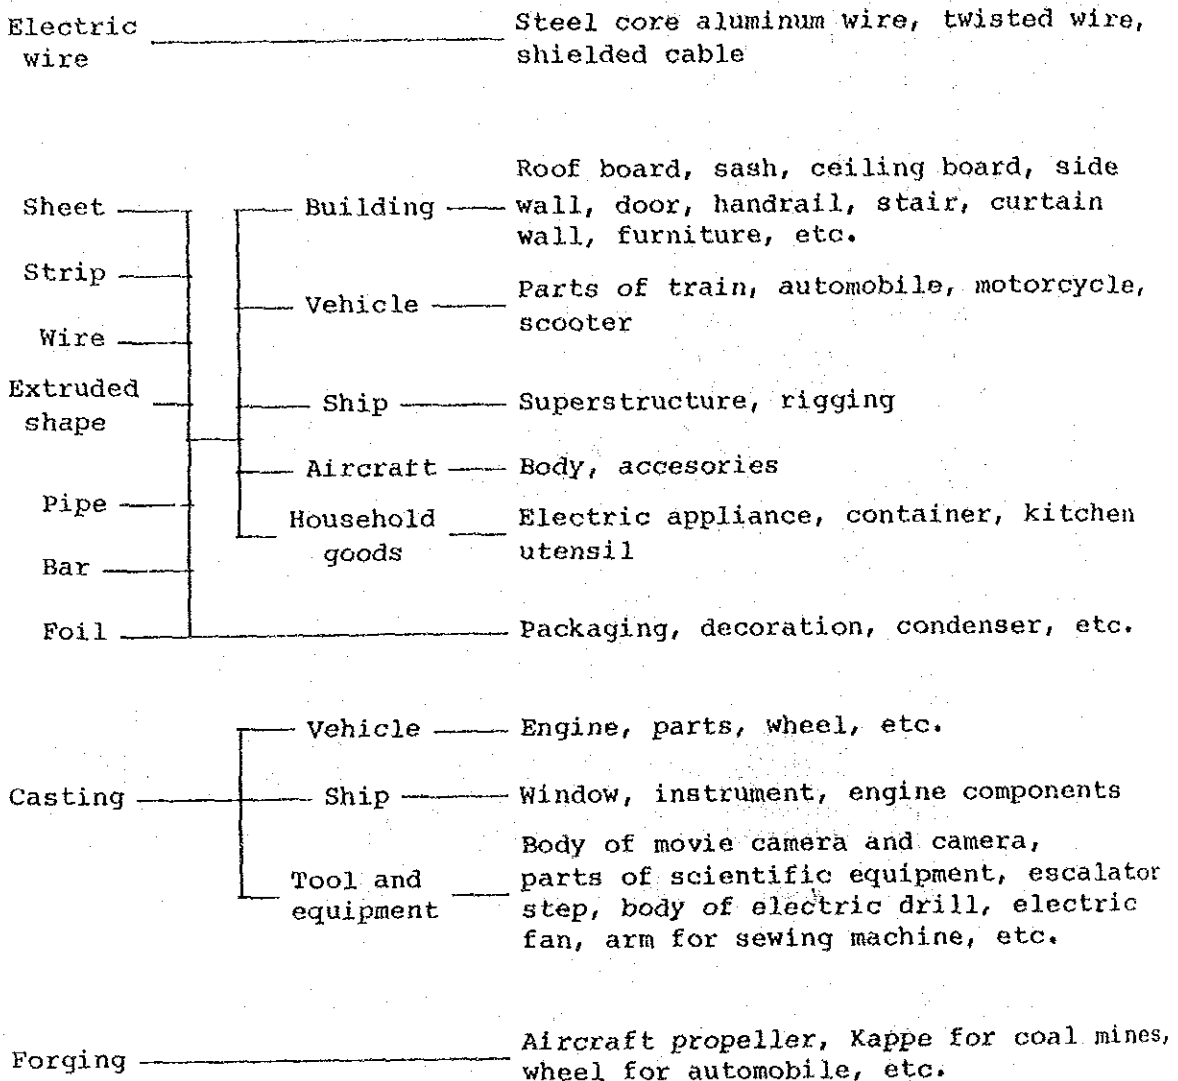 Electric wire Steel core aluminum wire, twisted wire,
shielded cable
Sheet Building Roof board, sash, ceiling board, side
wall, door, handrail, stair, curtain
wall, furniture, etc.
Strip
Vehicle Parts of train, automobile, motorcycle,
scooter
Wire
Extruded
shape
Ship Superstructure, rigging
Aircraft Body, accesories
Pipe
Household
goods
Electric appliance, container, kitchen
utensil
Bar
Foil Packaging, decoration, condenser, etc.
Casting
Vehicle Engine, parts, wheel, etc.
Ship Window, instrument, engine components
Tool and
equipment
Body of movie camera and camera,
parts of scientific equipment, escalator
step, body of electric drill, electric
fan, arm for sewing machine, etc.
Forging Aircraft propeller, Kappe for coal mines,
wheel for automobile, etc.